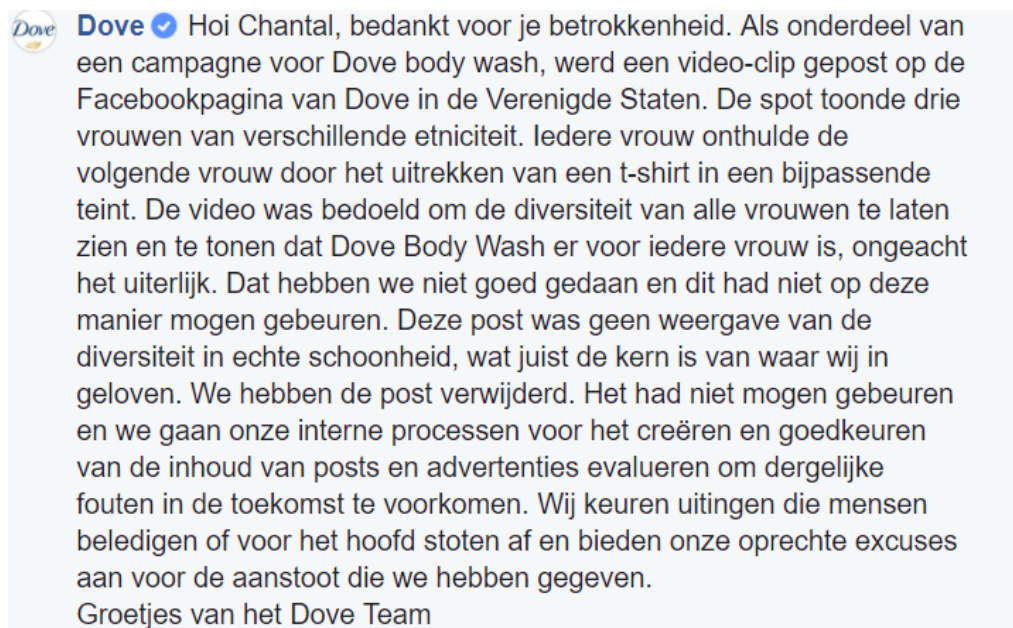 Dove
Dove Hoi Chantal, bedankt voor je betrokkenheid. Als onderdeel van
een campagne voor Dove body wash, werd een video-clip gepost op de
Facebookpagina van Dove in de Verenigde Staten. De spot toonde drie
vrouwen van verschillende etniciteit. Iedere vrouw onthulde de
volgende vrouw door het uitrekken van een t-shirt in een bijpassende
teint. De video was bedoeld om de diversiteit van alle vrouwen te laten
zien en te tonen dat Dove Body Wash er voor iedere vrouw is, ongeacht
het uiterlijk. Dat hebben we niet goed gedaan en dit had niet op deze
manier mogen gebeuren. Deze post was geen weergave van de
diversiteit in echte schoonheid, wat juist de kern is van waar wij in
geloven. We hebben de post verwijderd. Het had niet mogen gebeuren
en we gaan onze interne processen voor het creëren en goedkeuren
van de inhoud van posts en advertenties evalueren om dergelijke
fouten in de toekomst te voorkomen. Wij keuren uitingen die mensen
beledigen of voor het hoofd stoten af en bieden onze oprechte excuses
aan voor de aanstoot die we hebben gegeven.
Groetjes van het Dove Team